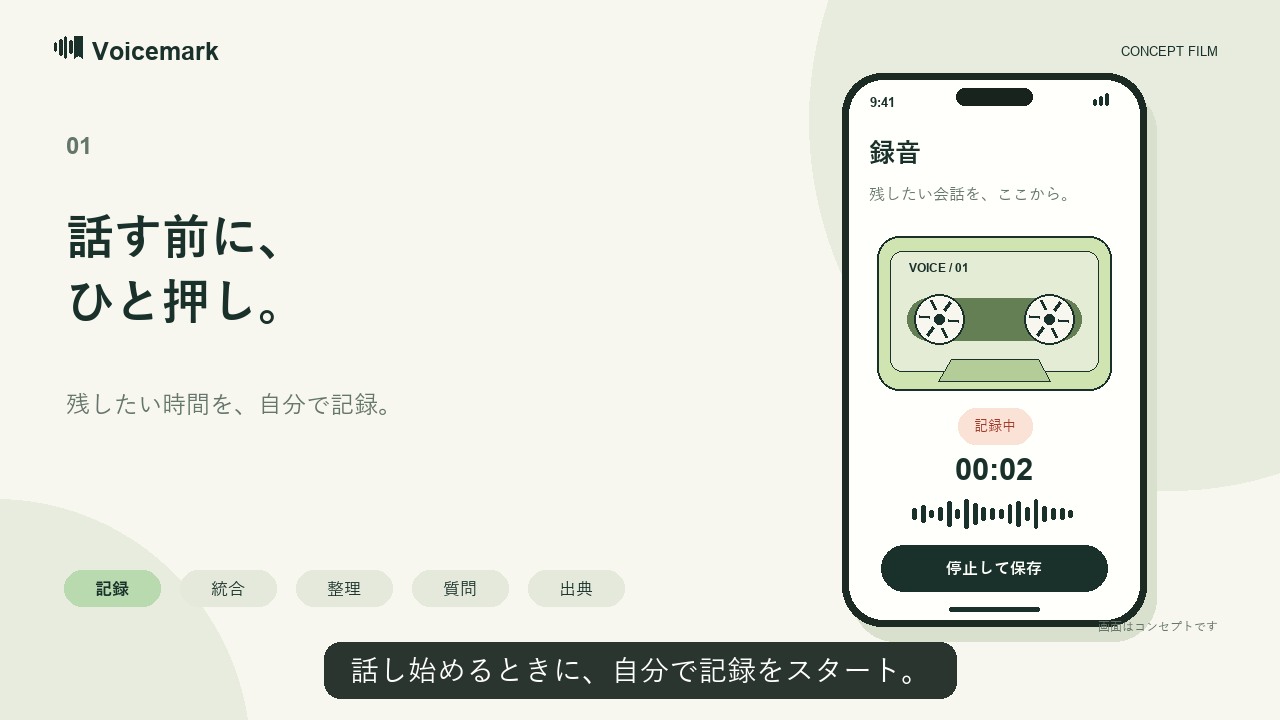 Voicemark
CONCEPT FILM
01
話す前に、
ひと押し。
残したい時間を、自分で記録。
記録
統合
整理
質問
出典
9:41
録音
残したい会話を、ここから。
VOICE / 01
記録中
00:02
停止して保存
画面はコンセプトです
話し始めるときに、自分で記録をスタート。